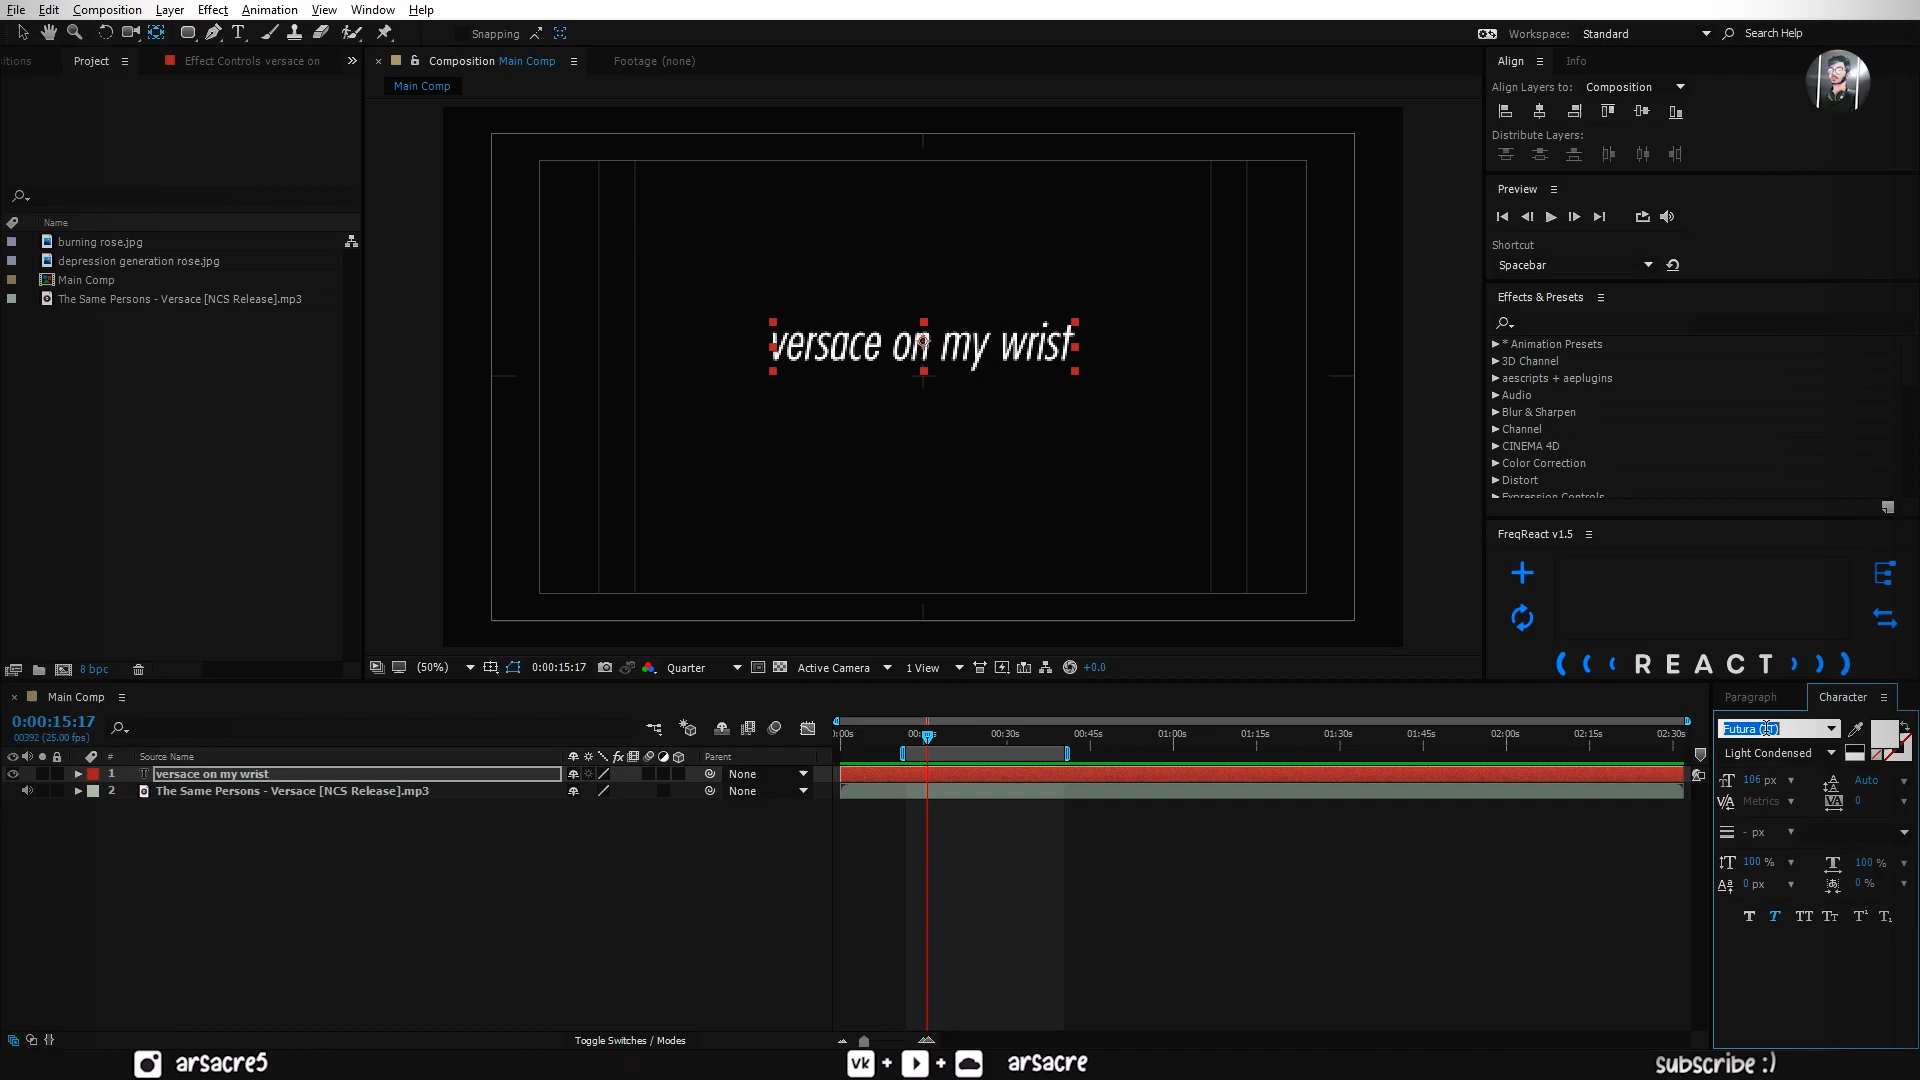 File Edit Composition Layer Effect Animation View Window Help
Snapping
Workspace: Standard
Search Help
itions
Project
Effect Controls versace on
Composition Main Comp
Footage (none)
Main Comp
Name
burning rose.jpg
depression generation rose.jpg
Main Comp
The Same Persons - Versace [NCS Release].mp3
8 bpc
versace on my wrist
(50%)
0:00:15:17
Quarter
Active Camera
1 View
+0.0
Align
Info
Align Layers to: Composition
Distribute Layers:
Preview
Shortcut
Spacebar
Effects & Presets
* Animation Presets
3D Channel
aescripts + aeplugins
Audio
Blur & Sharpen
Channel
CINEMA 4D
Color Correction
Distort
Expression Controls
FreqReact v1.5
REACT
Main Comp
0:00:15:17
00392 (25.00 fps)
# Source Name
Parent
1 versace on my wrist
None
2 The Same Persons - Versace [NCS Release].mp3
None
00:30s 00:45s 01:00s 01:15s 01:30s 01:45s 02:00s 02:15s 02:30s
Toggle Switches / Modes
Paragraph
Character
Light Condensed
106 px
Auto
Metrics
0
- px
100 %
100 %
0 px
0 %
arsacre5
VK + + arsacre
subscribe :)